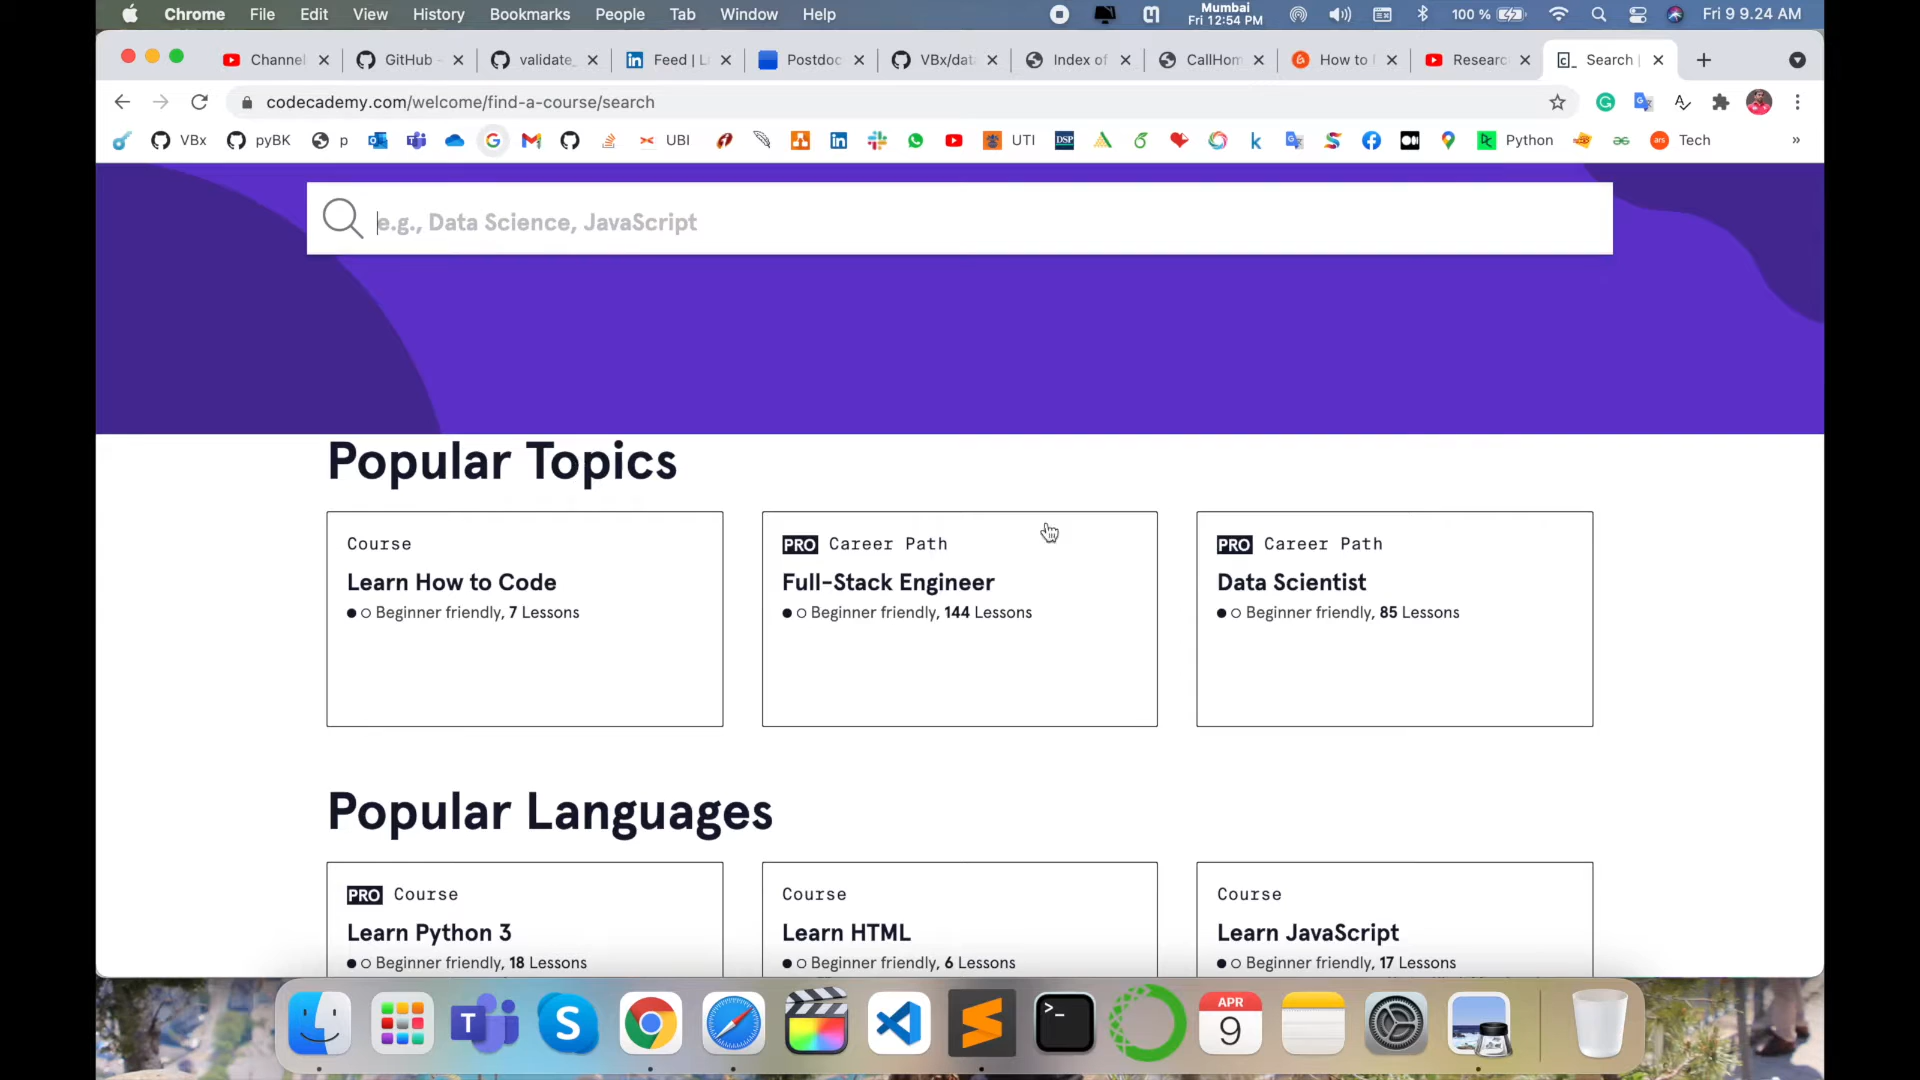 Chrome File Edit View History Bookmarks People Tab Window Help
Mumbai
Fri 12:54 PM
100 %
Fri 9 9.24 AM
Channel GitHub - validate_ Feed | L Postdoc VBx/dat Index of CallHom How to Researc Search |
codecademy.com/welcome/find-a-course/search
VBx pyBK p UBI UTI DSP Python Tech
e.g., Data Science, JavaScript
Popular Topics
Course
Learn How to Code
Beginner friendly, 7 Lessons
PRO Career Path
Full-Stack Engineer
Beginner friendly, 144 Lessons
PRO Career Path
Data Scientist
Beginner friendly, 85 Lessons
Popular Languages
PRO Course
Learn Python 3
Beginner friendly, 18 Lessons
Course
Learn HTML
Beginner friendly, 6 Lessons
Course
Learn JavaScript
Beginner friendly, 17 Lessons
APR
9